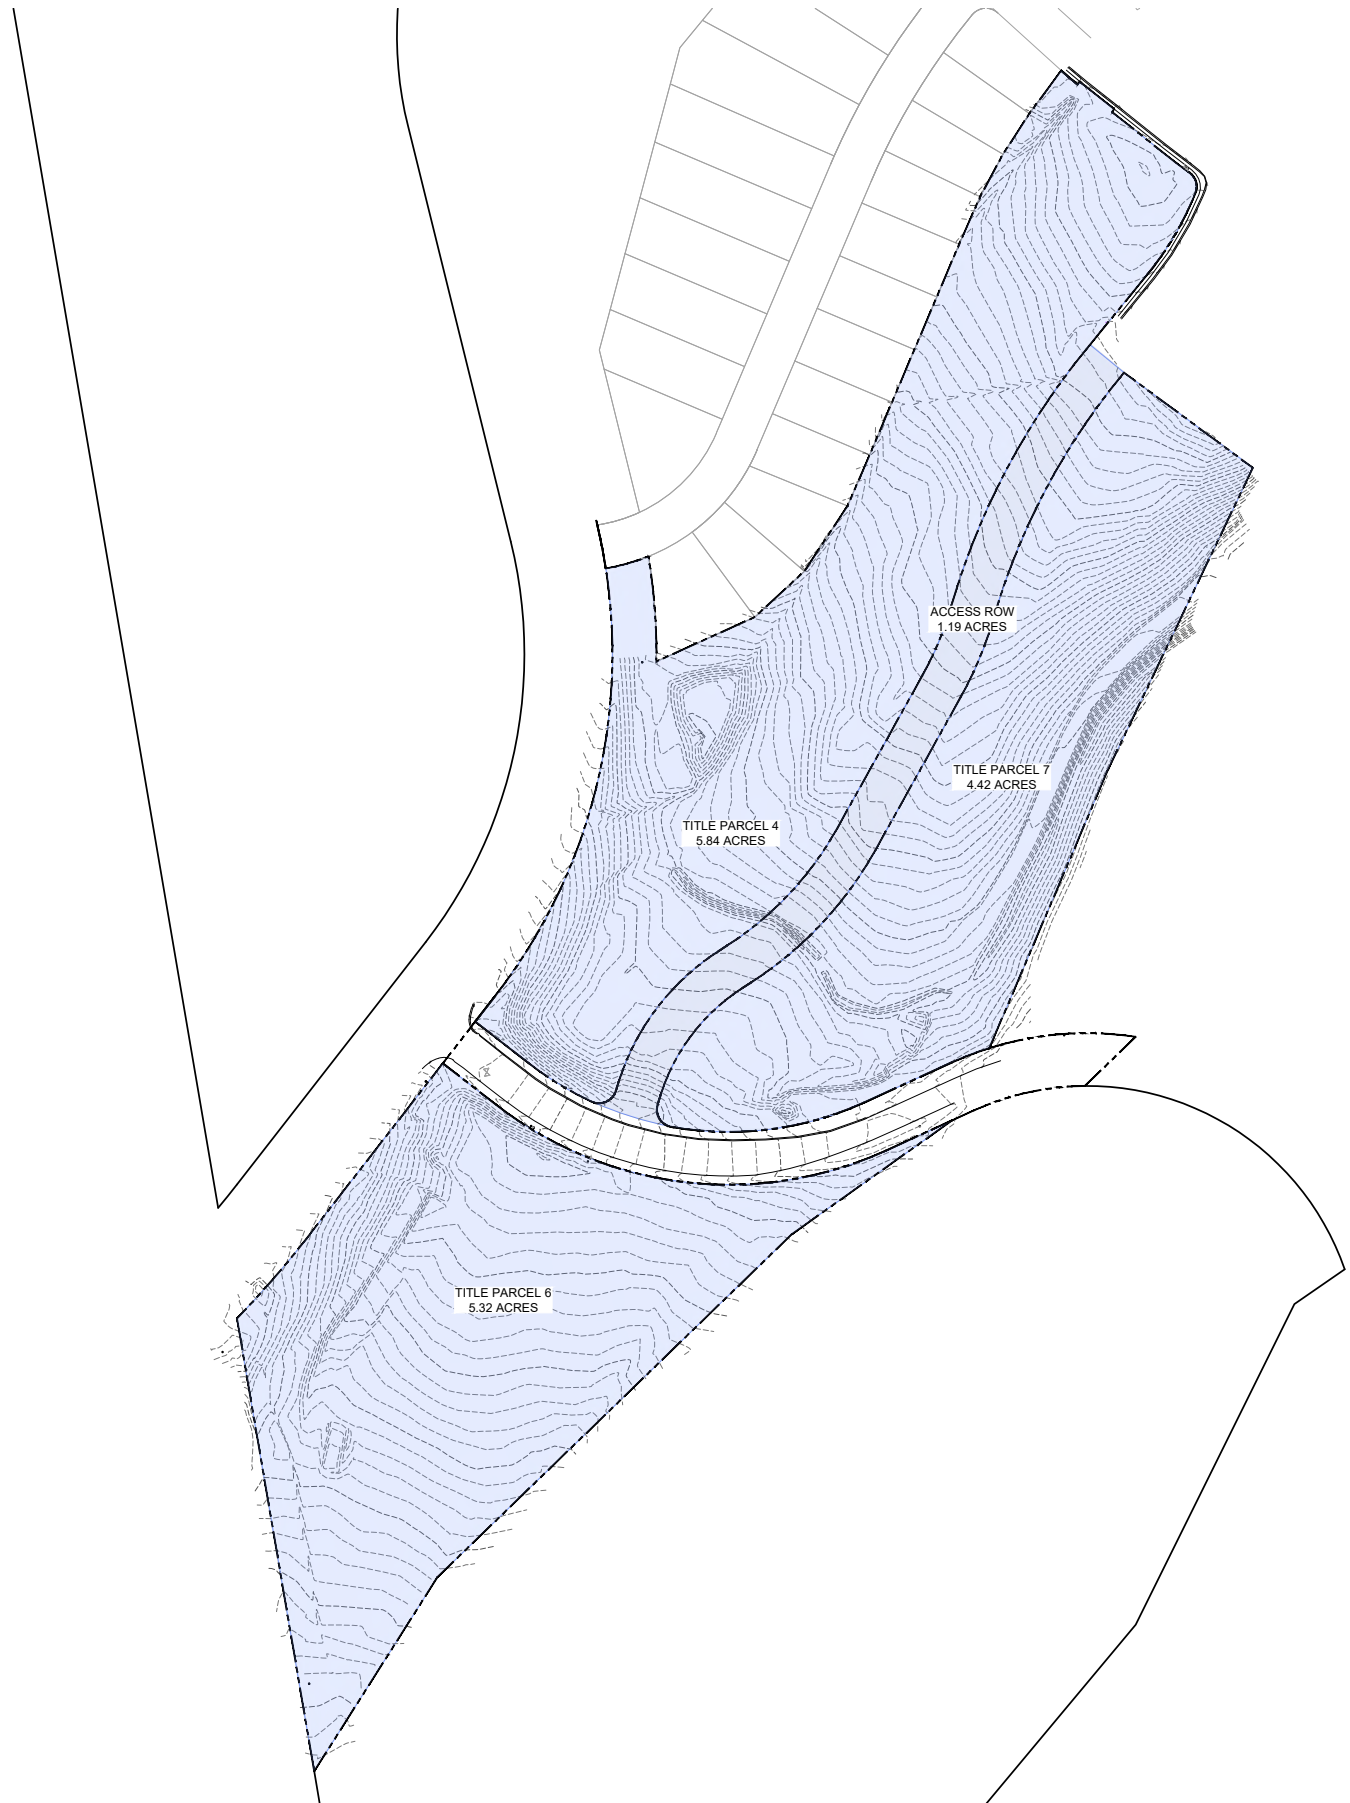 ACCESS ROW
1.19 ACRES
TITLE PARCEL 7
4.42 ACRES
TITLE PARCEL 4
5.84 ACRES
TITLE PARCEL 6
5.32 ACRES